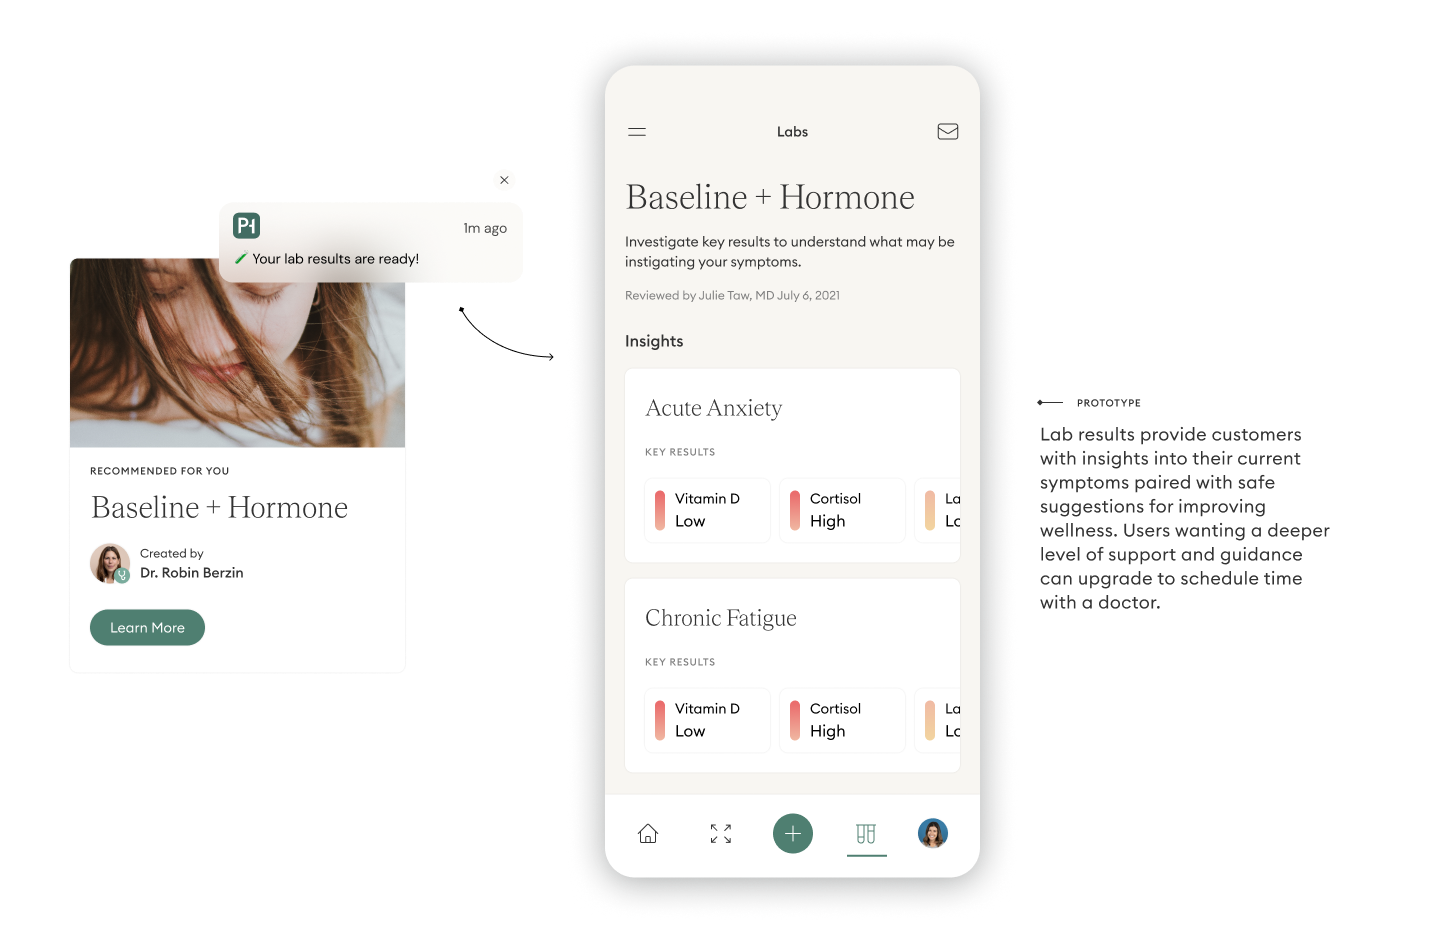 PH
1m ago
Your lab results are ready!
RECOMMENDED FOR YOU
Baseline + Hormone
Created by
Dr. Robin Berzin
Learn More
Labs
Baseline + Hormone
Investigate key results to understand what may be
instigating your symptoms.
Reviewed by Julie Taw, MD July 6, 2021
Insights
Acute Anxiety
KEY RESULTS
Vitamin D
Low
Cortisol
High
La
Lo
Chronic Fatigue
KEY RESULTS
Vitamin D
Low
Cortisol
High
La
Lo
PROTOTYPE
Lab results provide customers
with insights into their current
symptoms paired with safe
suggestions for improving
wellness. Users wanting a deeper
level of support and guidance
can upgrade to schedule time
with a doctor.